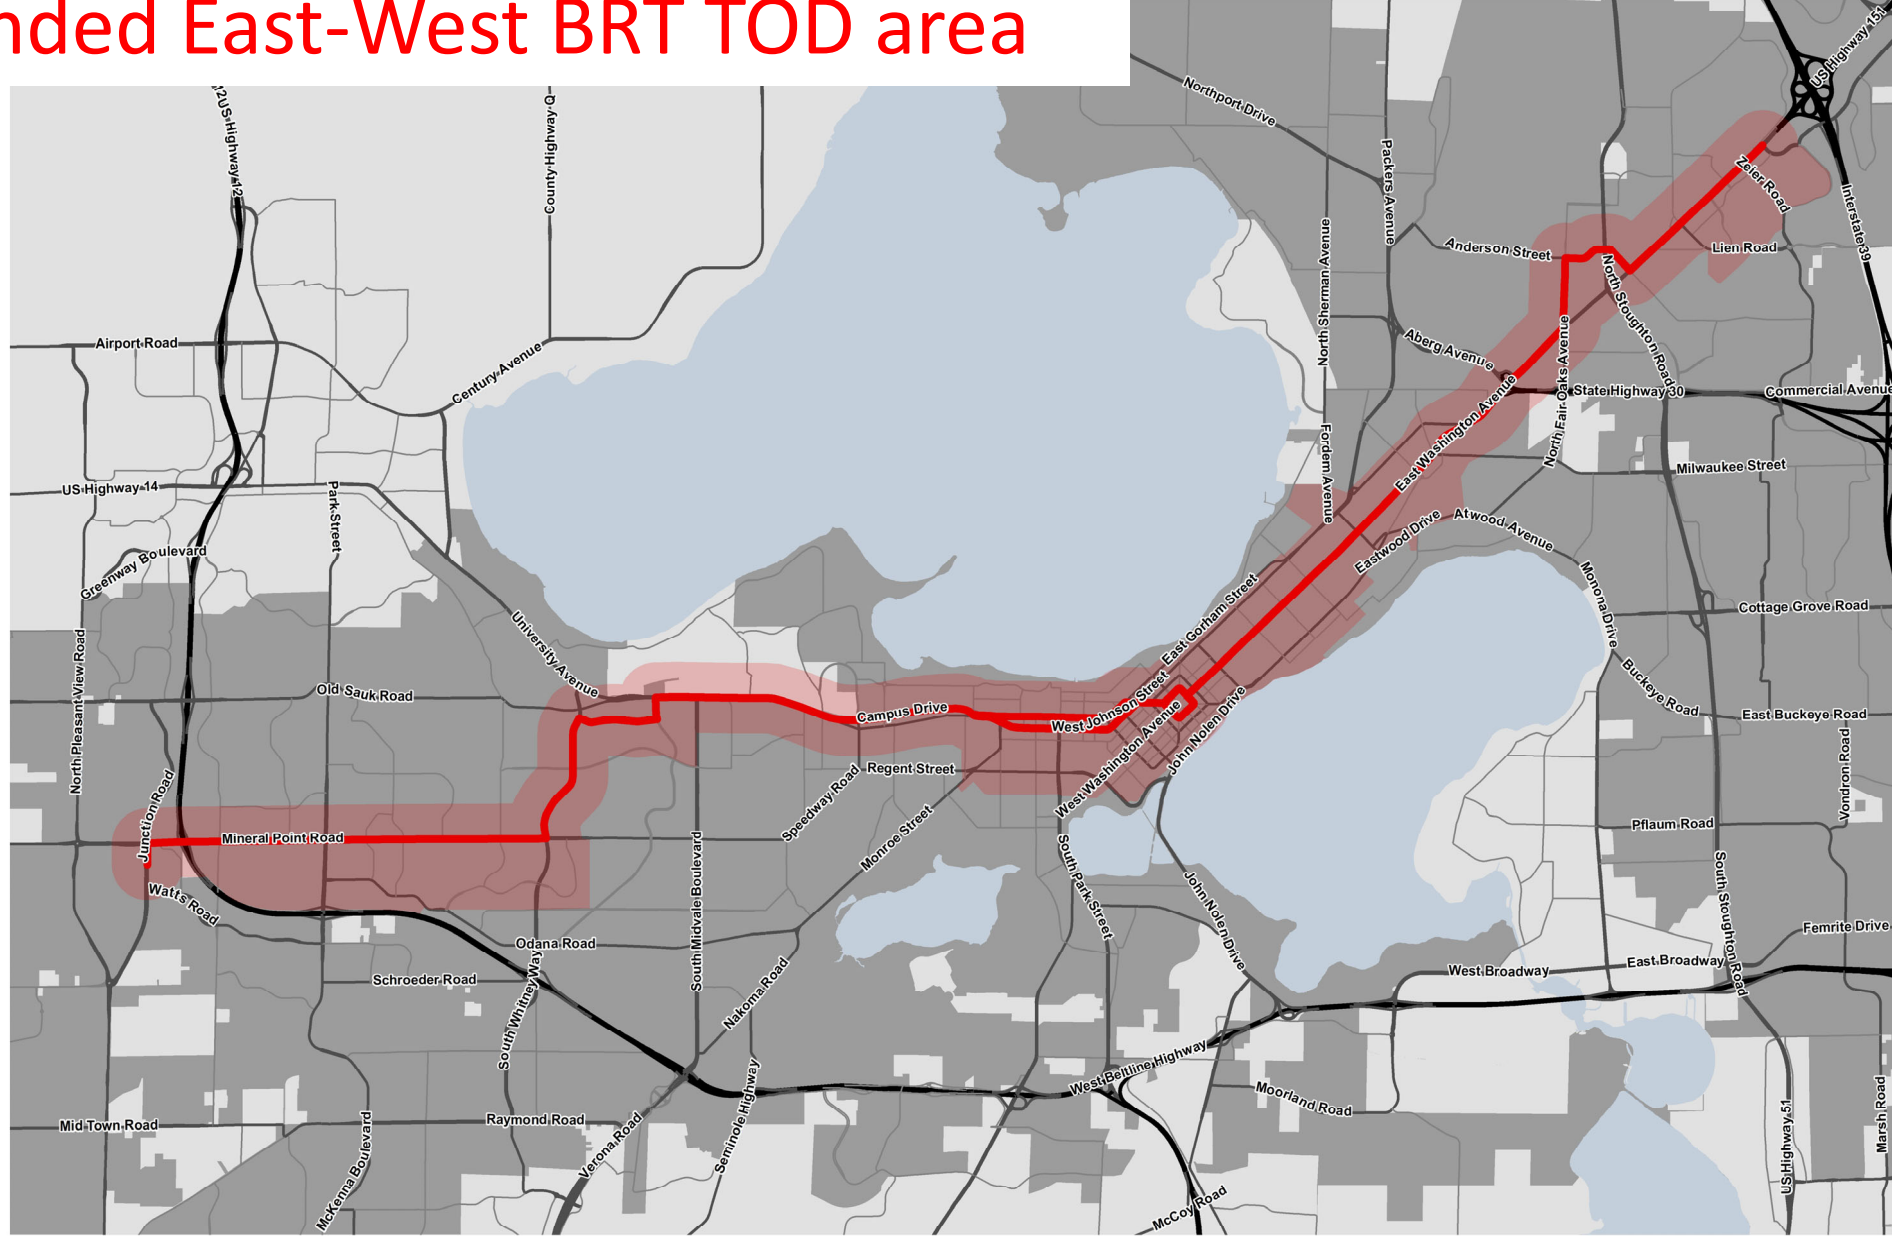 nded East-West BRT TOD area
US Highway 151
12US Highway 12
County Highway Q
Northport Drive
Packers Avenue
Zeier Road
Interstate 39
North Sherman Avenue
Anderson Street
Lien Road
North Stoughton Road
Airport Road
Century Avenue
Aberg Avenue
North Fair Oaks Avenue
State Highway 30
Commercial Avenue
East Washington Avenue
Fordem Avenue
Milwaukee Street
US Highway 14
Park Street
Eastwood Drive
Atwood Avenue
Greenway Boulevard
Monona Drive
Cottage Grove Road
East Gorham Street
University Avenue
North Pleasant View Road
Old Sauk Road
Buckeye Road
East Buckeye Road
Campus Drive
West Johnson Street
West Washington Avenue
John Nolen Drive
Regent Street
Speedway Road
Monroe Street
Junction Road
Mineral Point Road
Vondron Road
Pflaum Road
Watts Road
South Midvale Boulevard
South Park Street
John Nolen Drive
South Stoughton Road
Femrite Drive
Odana Road
Schroeder Road
South Whitney Way
Nakoma Road
West Broadway
East Broadway
West Beltline Highway
Moorland Road
Mid Town Road
McKenna Boulevard
Raymond Road
Verona Road
Seminole Highway
McCoy Road
US Highway 51
Marsh Road